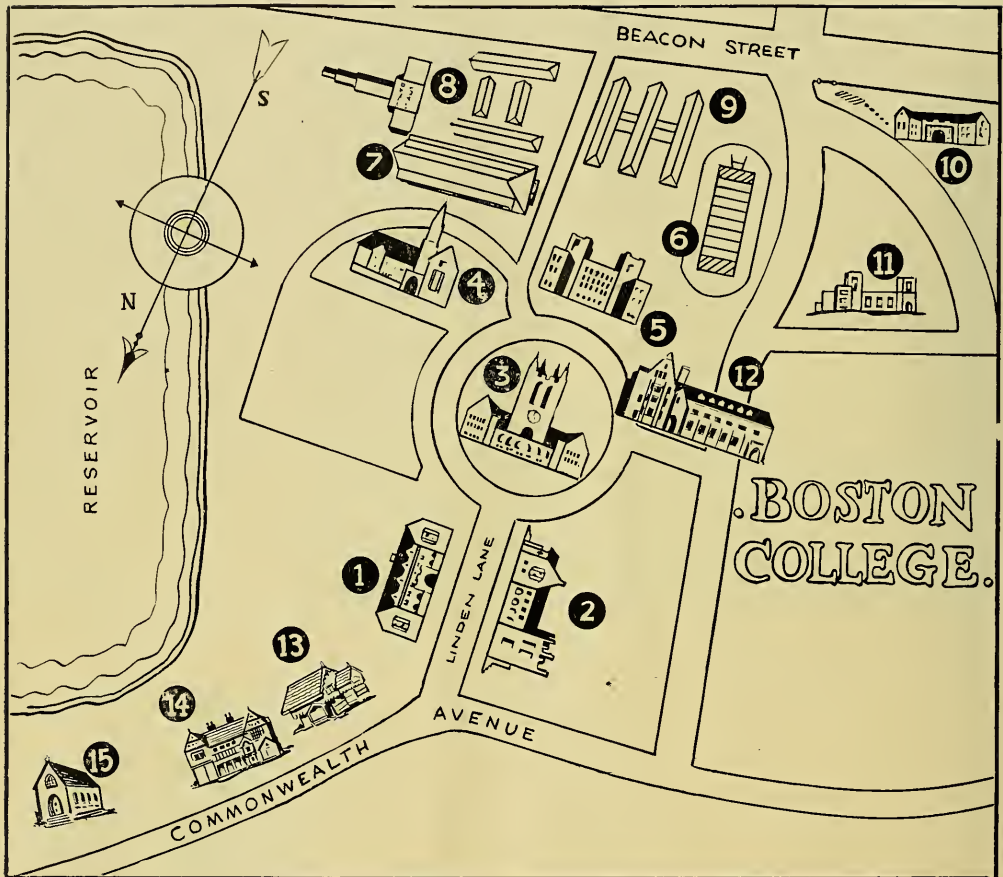 BEACON STREET
S
8
9
10
7
6
11
4
5
N
3
12
RESERVOIR
.BOSTON
COLLEGE.
1
LINDEN LANE
2
13
14
AVENUE
15
COMMONWEALTH